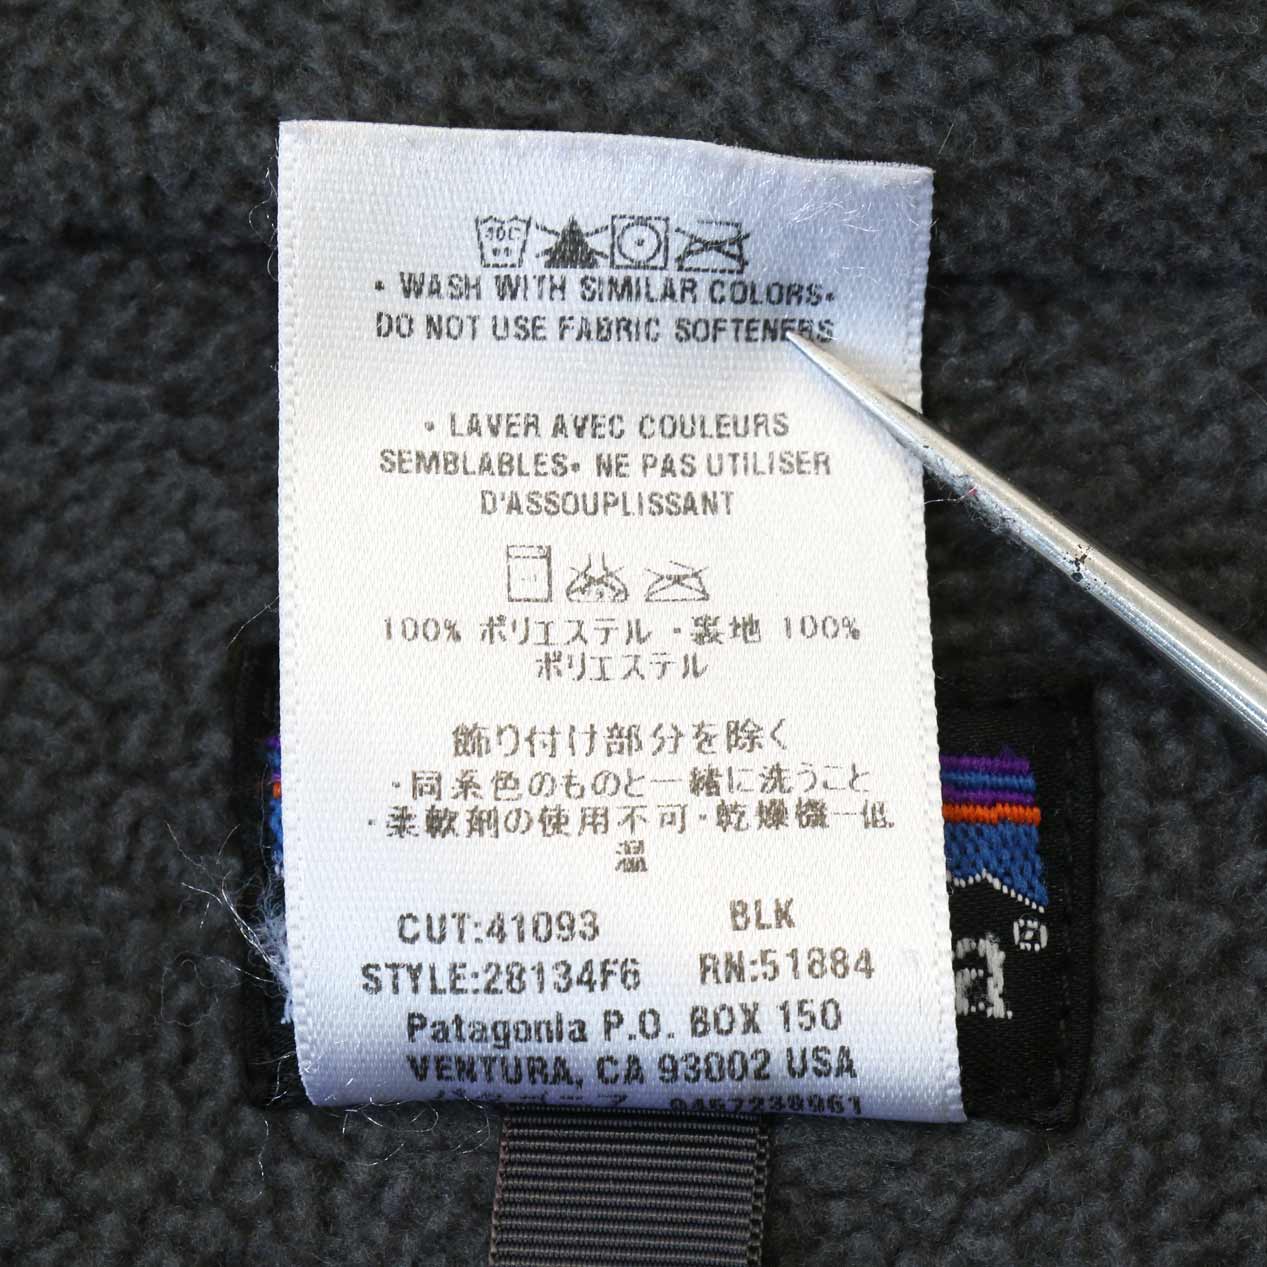 40C
• WASH WITH SIMILAR COLORS•
DO NOT USE FABRIC SOFTENERS
• LAVER AVEC COULEURS
SEMBLABLES• NE PAS UTILISER
D'ASSOUPLISSANT
100% ポリエステル・裏地 100%
ポリエステル
飾り付け部分を除く
・同系色のものと一緒に洗うこと
・柔軟剤の使用不可・乾燥機一低
温
CUT:41093 BLK
STYLE:28134F6 RN:51884
Patagonia P.O. BOX 150
VENTURA, CA 93002 USA
0467238961
®